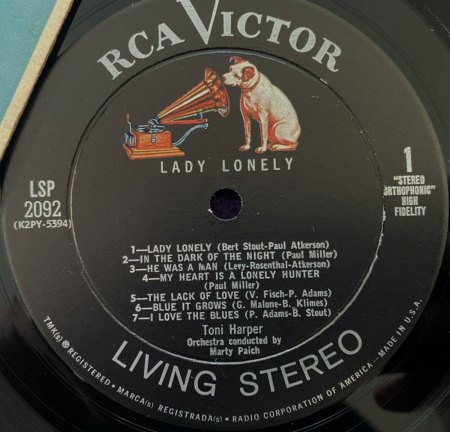 RCA VICTOR
LADY LONELY
LSP
2092
(K2PY-5394)
1
"STEREO
ORTHOPHONIC"
HIGH
FIDELITY
1—LADY LONELY (Bert Stout-Paul Atkerson)
2—IN THE DARK OF THE NIGHT (Paul Miller)
3—HE WAS A MAN (Levy-Rosenthal-Atkerson)
4—MY HEART IS A LONELY HUNTER
(Paul Miller)
5—THE LACK OF LOVE (V. Fisch-P. Adams)
6—BLUE IT GROWS (G. Malone-B. Klimes)
7—I LOVE THE BLUES (P. Adams-B. Stout)
Toni Harper
Orchestra conducted by
Marty Paich
LIVING STEREO
TMK(s) ® REGISTERED • MARCA(s) REGISTRADA(s) • RADIO CORPORATION OF AMERICA — MADE IN U.S.A.